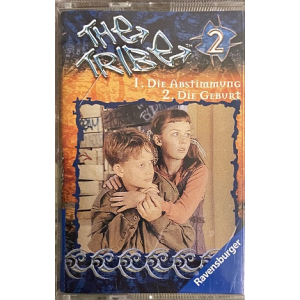 THE
TRIBE
2
1. DIE ABSTIMMUNG
2. DIE GEBURT
Ravensburger